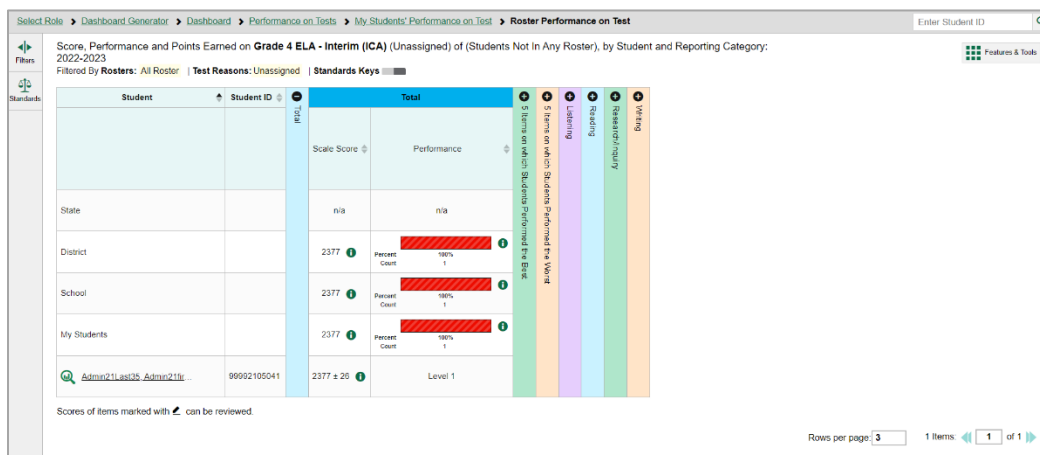 Select Role > Dashboard Generator > Dashboard > Performance on Tests > My Students' Performance on Test > Roster Performance on Test
Enter Student ID
Filters
Standards
Score, Performance and Points Earned on Grade 4 ELA - Interim (ICA) (Unassigned) of (Students Not In Any Roster), by Student and Reporting Category:
2022-2023
Filtered By Rosters: All Roster | Test Reasons: Unassigned | Standards Keys
Features & Tools
Student Student ID Total
Total
Scale Score Performance
5 Items on which Students Performed the Best
5 Items on which Students Performed the Worst
Listening
Reading
Research/Inquiry
Writing
State n/a n/a
District 2377
Percent 100%
Count 1
School 2377
Percent 100%
Count 1
My Students 2377
Percent 100%
Count 1
Admin21Last35, Admin21fir... 99992105041 2377 ± 26 Level 1
Scores of items marked with can be reviewed.
Rows per page: 3 1 Items: 1 of 1